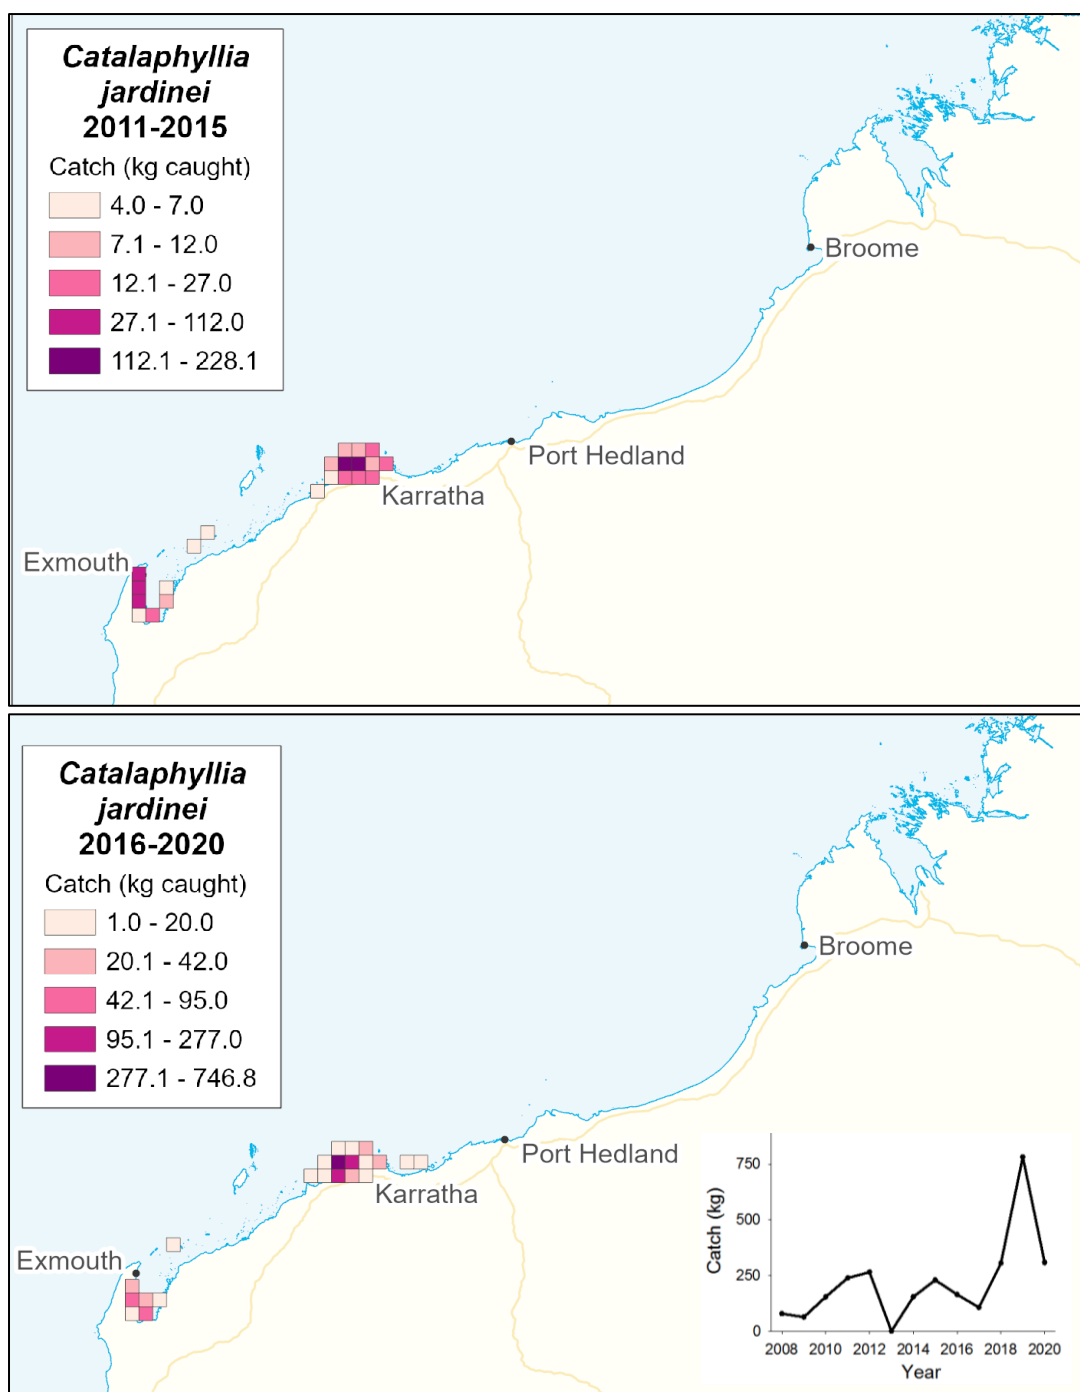 Catalaphyllia
jardinei
2011-2015
Catch (kg caught)
4.0 - 7.0
7.1 - 12.0
12.1 - 27.0
27.1 - 112.0
112.1 - 228.1
Broome
Port Hedland
Karratha
Exmouth
Catalaphyllia
jardinei
2016-2020
Catch (kg caught)
1.0 - 20.0
20.1 - 42.0
42.1 - 95.0
95.1 - 277.0
277.1 - 746.8
Broome
Port Hedland
Karratha
Exmouth
Catch (kg)
750
500
250
0
2008 2010 2012 2014 2016 2018 2020
Year